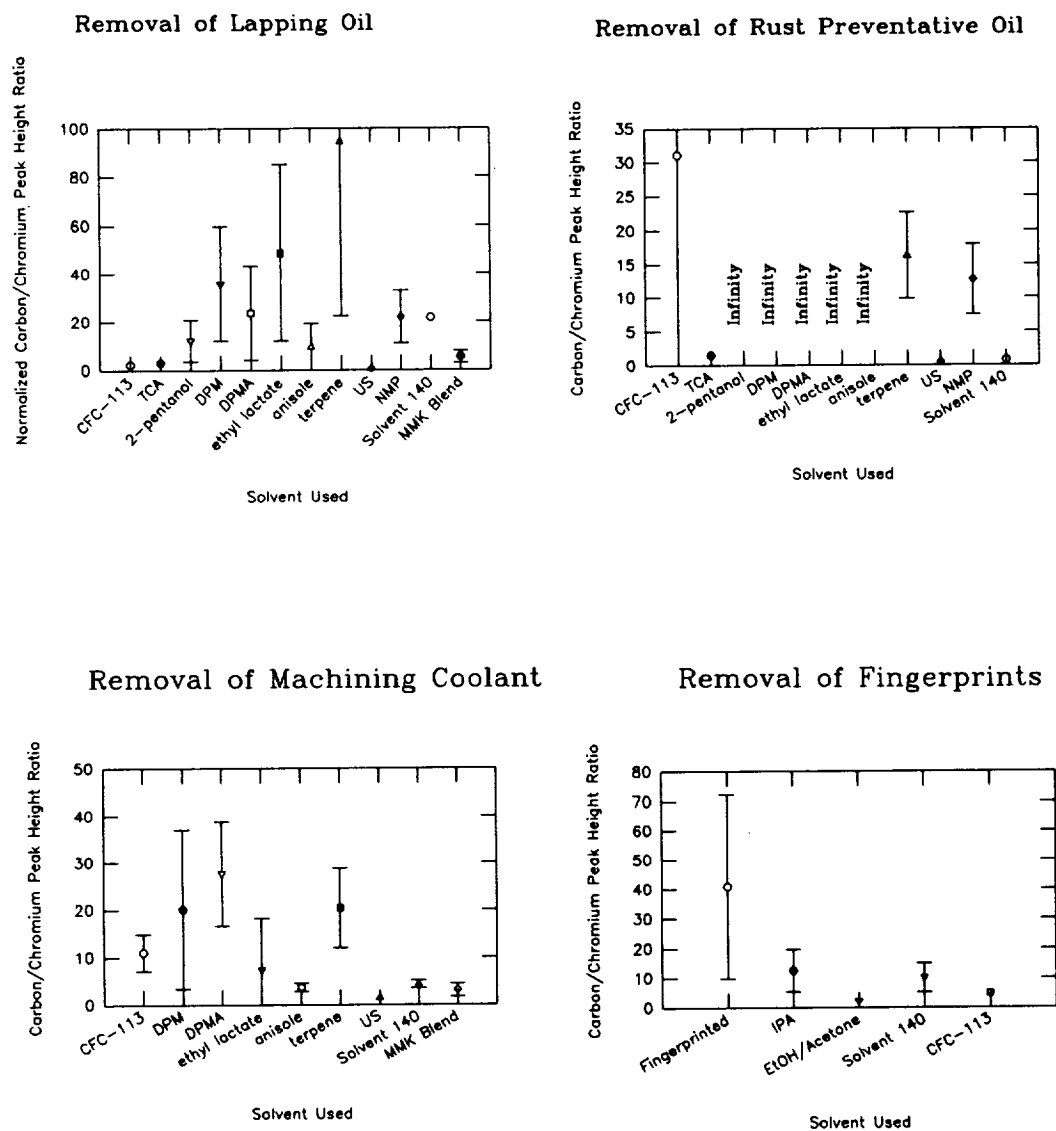 Removal of Lapping Oil
Normalized Carbon/Chromium Peak Height Ratio
100
80
60
40
20
0
CFC-113
TCA
2-pentanol
DPM
DPMA
ethyl lactate
anisole
terpene
US
NMP
Solvent 140
MMK Blend
Solvent Used
Removal of Rust Preventative Oil
Carbon/Chromium Peak Height Ratio
35
30
25
20
15
10
5
0
Infinity
Infinity
Infinity
Infinity
Infinity
CFC-113
TCA
2-pentanol
DPM
DPMA
ethyl lactate
anisole
terpene
US
NMP
Solvent 140
Solvent Used
Removal of Machining Coolant
Carbon/Chromium Peak Height Ratio
50
40
30
20
10
0
CFC-113
DPM
DPMA
ethyl lactate
anisole
terpene
US
Solvent 140
MMK Blend
Solvent Used
Removal of Fingerprints
Carbon/Chromium Peak Height Ratio
80
70
60
50
40
30
20
10
0
Fingerprinted
IPA
EtOH/Acetone
Solvent 140
CFC-113
Solvent Used